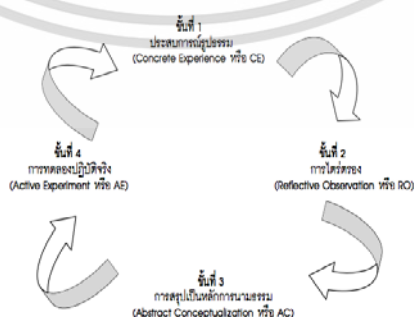 ขั้นที่ 1
ประสบการณ์รูปธรรม
(Concrete Experience หรือ CE)
ขั้นที่ 4
การทดลองปฏิบัติจริง
(Active Experiment หรือ AE)
ขั้นที่ 2
การไตร่ตรอง
(Reflective Observation หรือ RO)
ขั้นที่ 3
การสรุปเป็นหลักการนามธรรม
(Abstract Conceptualization หรือ AC)